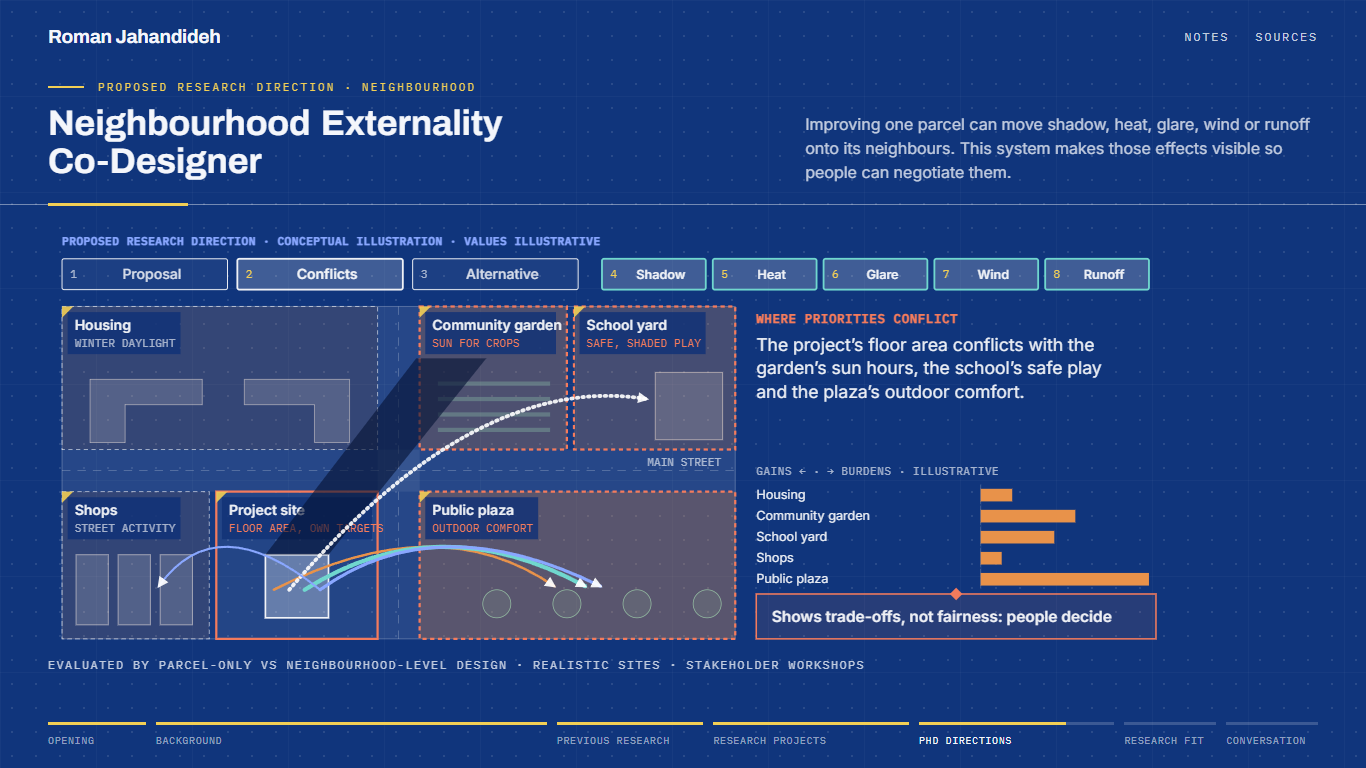 Roman Jahandideh
NOTES SOURCES
PROPOSED RESEARCH DIRECTION · NEIGHBOURHOOD
Neighbourhood Externality
Co-Designer
Improving one parcel can move shadow, heat, glare, wind or runoff
onto its neighbours. This system makes those effects visible so
people can negotiate them.
PROPOSED RESEARCH DIRECTION · CONCEPTUAL ILLUSTRATION · VALUES ILLUSTRATIVE
1 Proposal
2 Conflicts
3 Alternative
4 Shadow
5 Heat
6 Glare
7 Wind
8 Runoff
Housing
WINTER DAYLIGHT
Community garden
SUN FOR CROPS
School yard
SAFE, SHADED PLAY
MAIN STREET
Shops
STREET ACTIVITY
Project site
FLOOR AREA, OWN TARGETS
Public plaza
OUTDOOR COMFORT
WHERE PRIORITIES CONFLICT
The project’s floor area conflicts with the
garden’s sun hours, the school’s safe play
and the plaza’s outdoor comfort.
GAINS ← · → BURDENS · ILLUSTRATIVE
Housing
Community garden
School yard
Shops
Public plaza
Shows trade-offs, not fairness: people decide
EVALUATED BY PARCEL-ONLY VS NEIGHBOURHOOD-LEVEL DESIGN · REALISTIC SITES · STAKEHOLDER WORKSHOPS
OPENING
BACKGROUND
PREVIOUS RESEARCH
RESEARCH PROJECTS
PHD DIRECTIONS
RESEARCH FIT
CONVERSATION